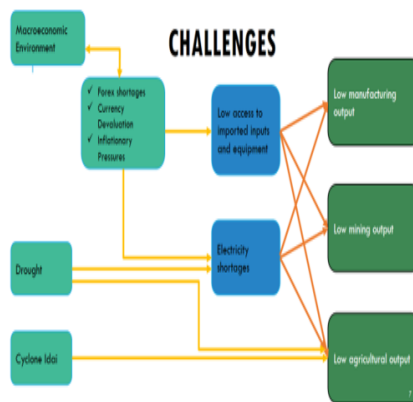 Macroeconomic
Environment
CHALLENGES
✓ Forex shortages
✓ Currency
Devaluation
✓ Inflationary
Pressures
Low access to
imported inputs
and equipment
Low manufacturing
output
Electricity
shortages
Low mining output
Drought
Cyclone Idai
Low agricultural output